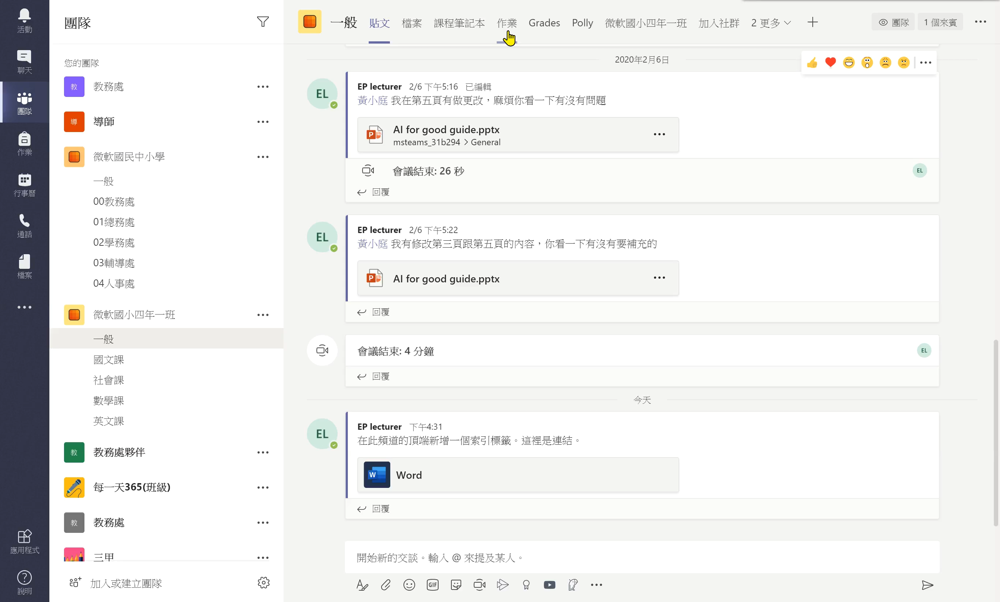 活動
聊天
團隊
作業
行事曆
通話
檔案
應用程式
說明
團隊
您的團隊
教 教務處
導 導師
微軟國民中小學
一般
00教務處
01總務處
02學務處
03輔導處
04人事處
微軟國小四年一班
一般
國文課
社會課
數學課
英文課
教 教務處夥伴
每一天365(班級)
教 教務處
三甲
加入或建立團隊
一般 貼文 檔案 課程筆記本 作業 Grades Polly 微軟國小四年一班 加入社群 2 更多
團隊 1 個來賓
2020年2月6日
EL
EP lecturer 2/6 下午5:16 已編輯
黃小庭 我在第五頁有做更改，麻煩你看一下有沒有問題
AI for good guide.pptx
msteams_31b294 > General
會議結束: 26 秒 EL
回覆
EL
EP lecturer 2/6 下午5:22
黃小庭 我有修改第三頁跟第五頁的內容，你看一下有沒有要補充的
AI for good guide.pptx
回覆
會議結束: 4 分鐘 EL
回覆
今天
EL
EP lecturer 下午4:31
在此頻道的頂端新增一個索引標籤。這裡是連結。
W Word
回覆
開始新的交談。輸入 @ 來提及某人。
GIF